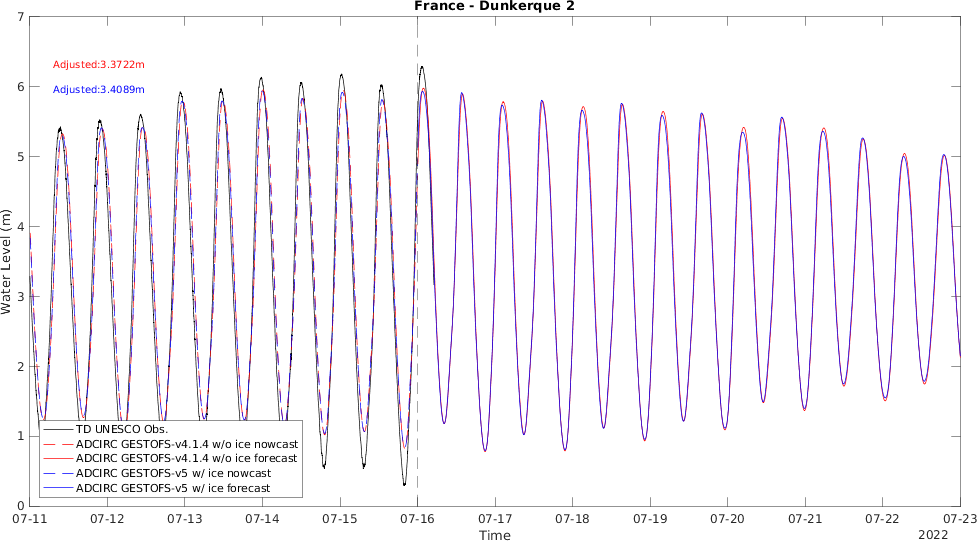 France - Dunkerque 2
7
6
5
4
3
2
1
0
Water Level (m)
Adjusted:3.3722m
Adjusted:3.4089m
TD UNESCO Obs.
ADCIRC GESTOFS-v4.1.4 w/o ice nowcast
ADCIRC GESTOFS-v4.1.4 w/o ice forecast
ADCIRC GESTOFS-v5 w/ ice nowcast
ADCIRC GESTOFS-v5 w/ ice forecast
07-11 07-12 07-13 07-14 07-15 07-16 07-17 07-18 07-19 07-20 07-21 07-22 07-23
Time
2022